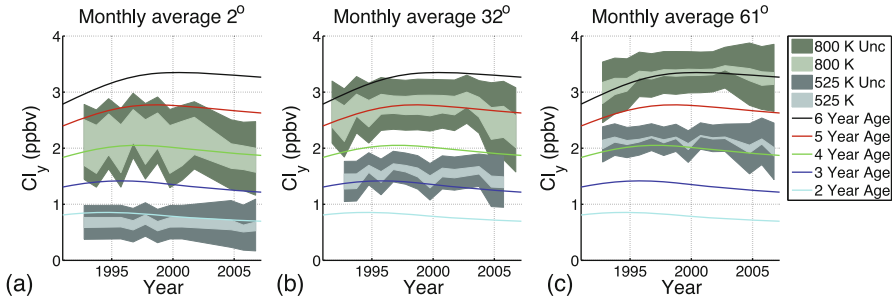 Monthly average 2°
Monthly average 32°
Monthly average 61°
Cl_y (ppbv)
4
3
2
1
0
1995
2000
2005
Year
(a)
Cl_y (ppbv)
4
3
2
1
0
1995
2000
2005
Year
(b)
Cl_y (ppbv)
4
3
2
1
0
1995
2000
2005
Year
(c)
800 K Unc
800 K
525 K Unc
525 K
6 Year Age
5 Year Age
4 Year Age
3 Year Age
2 Year Age